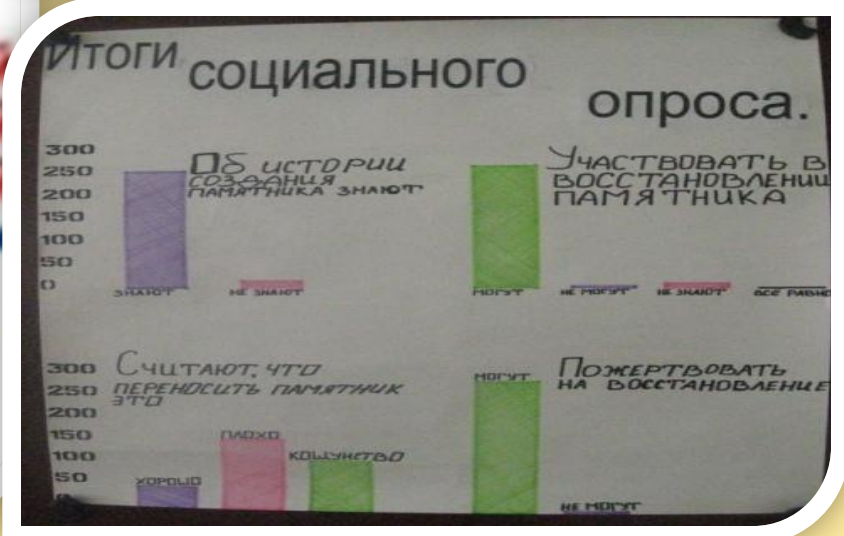 Итоги социального
опроса.
300
250
200
150
100
50
0
Об истории
создания
памятника знают
знают
не знают
Участвовать в
восстановлении
памятника
могут
не могут
не знают
все равно
300
250
200
150
100
50
0
Считают, что
переносить памятник
это
хорошо
плохо
кощунство
Пожертвовать
на восстановление
могут
не могут